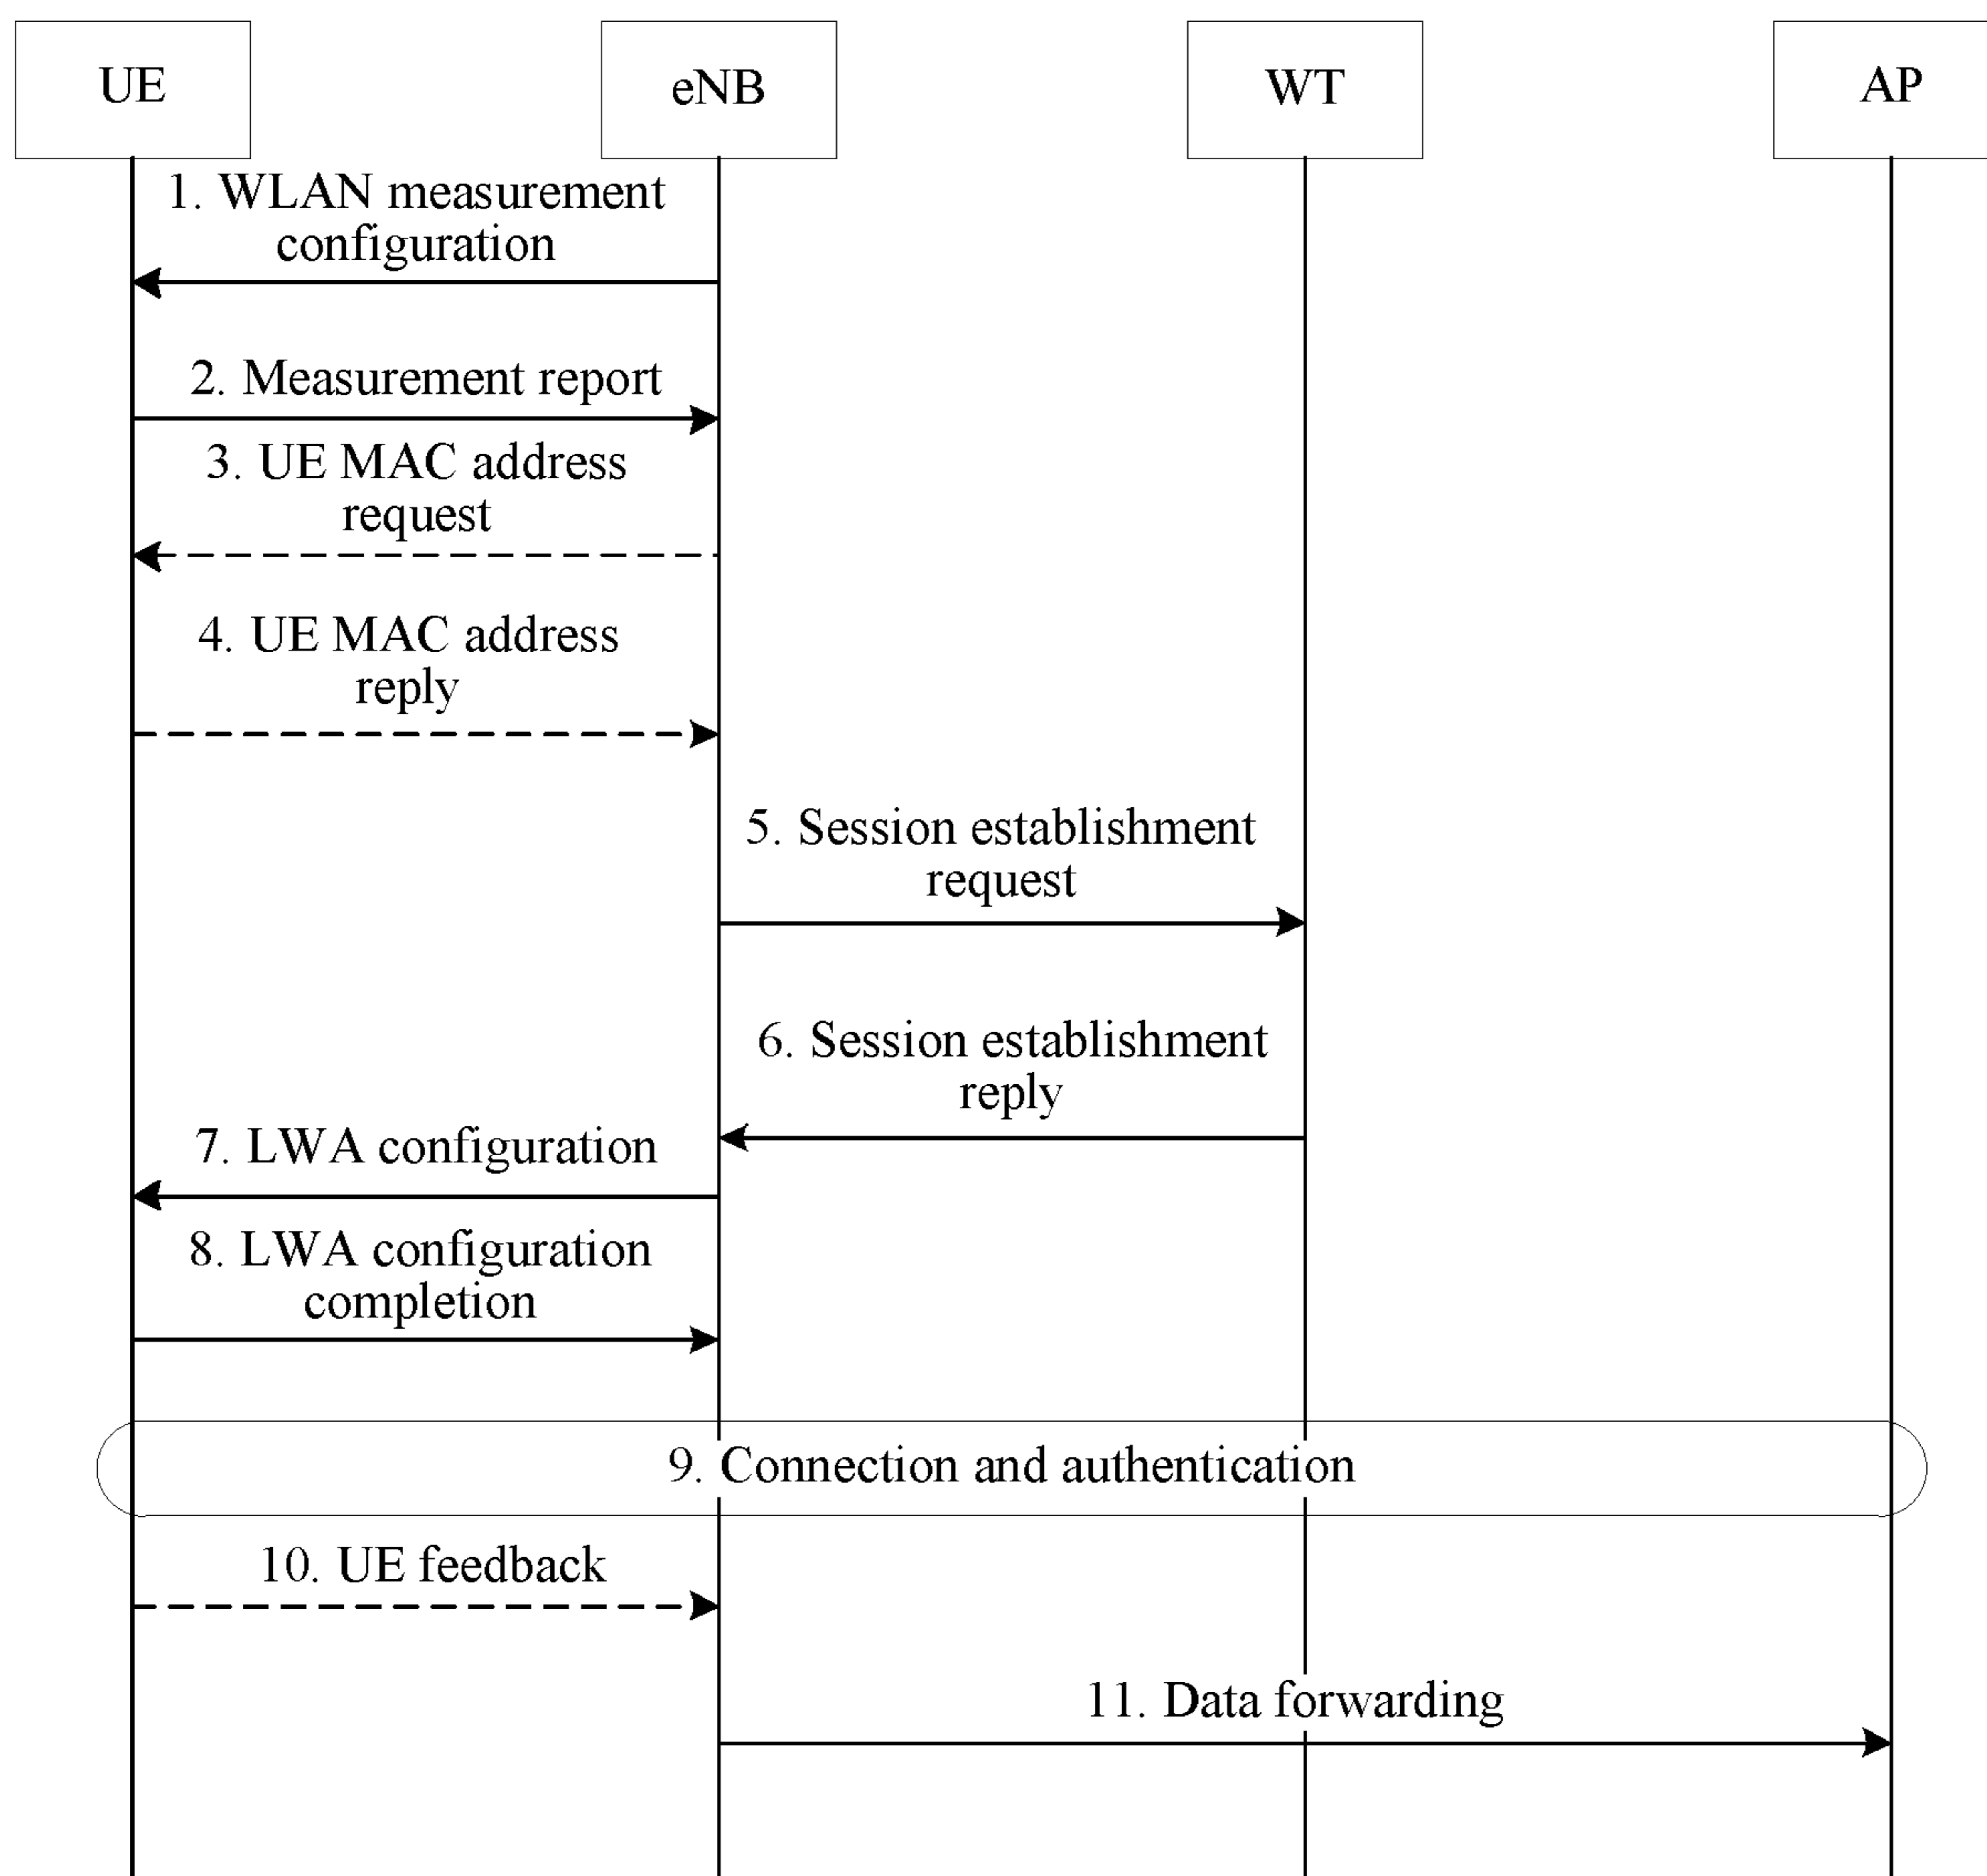 UE
eNB
WT
AP
1. WLAN measurement
configuration
2. Measurement report
3. UE MAC address
request
4. UE MAC address
reply
5. Session establishment
request
6. Session establishment
reply
7. LWA configuration
8. LWA configuration
completion
9. Connection and authentication
10. UE feedback
11. Data forwarding